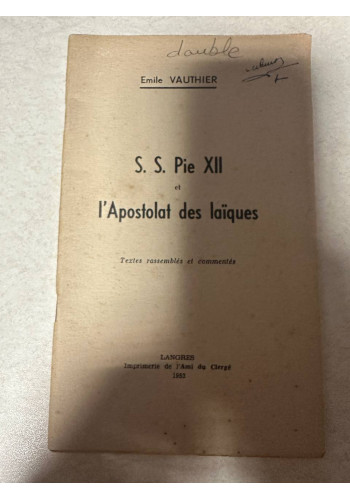 double
Emile VAUTHIER
S. S. Pie XII
et
l'Apostolat des laïques
Textes rassemblés et commentés
LANGRES
Imprimerie de l'Ami du Clergé